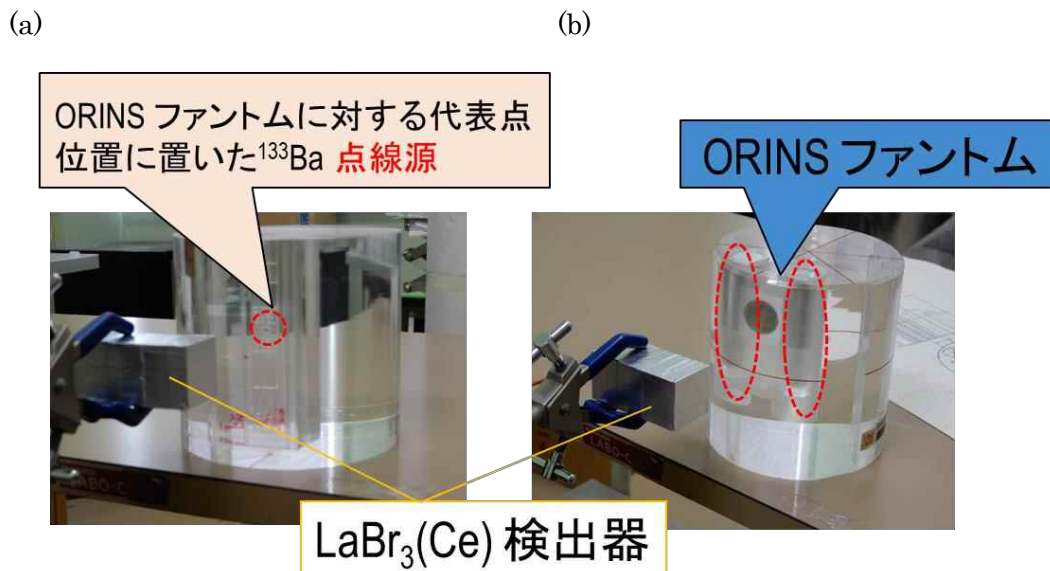 (a)
(b)
ORINS ファントムに対する代表点
位置に置いた¹³³Ba 点線源
ORINS ファントム
LABO-C
LABO-C
LaBr₃(Ce) 検出器